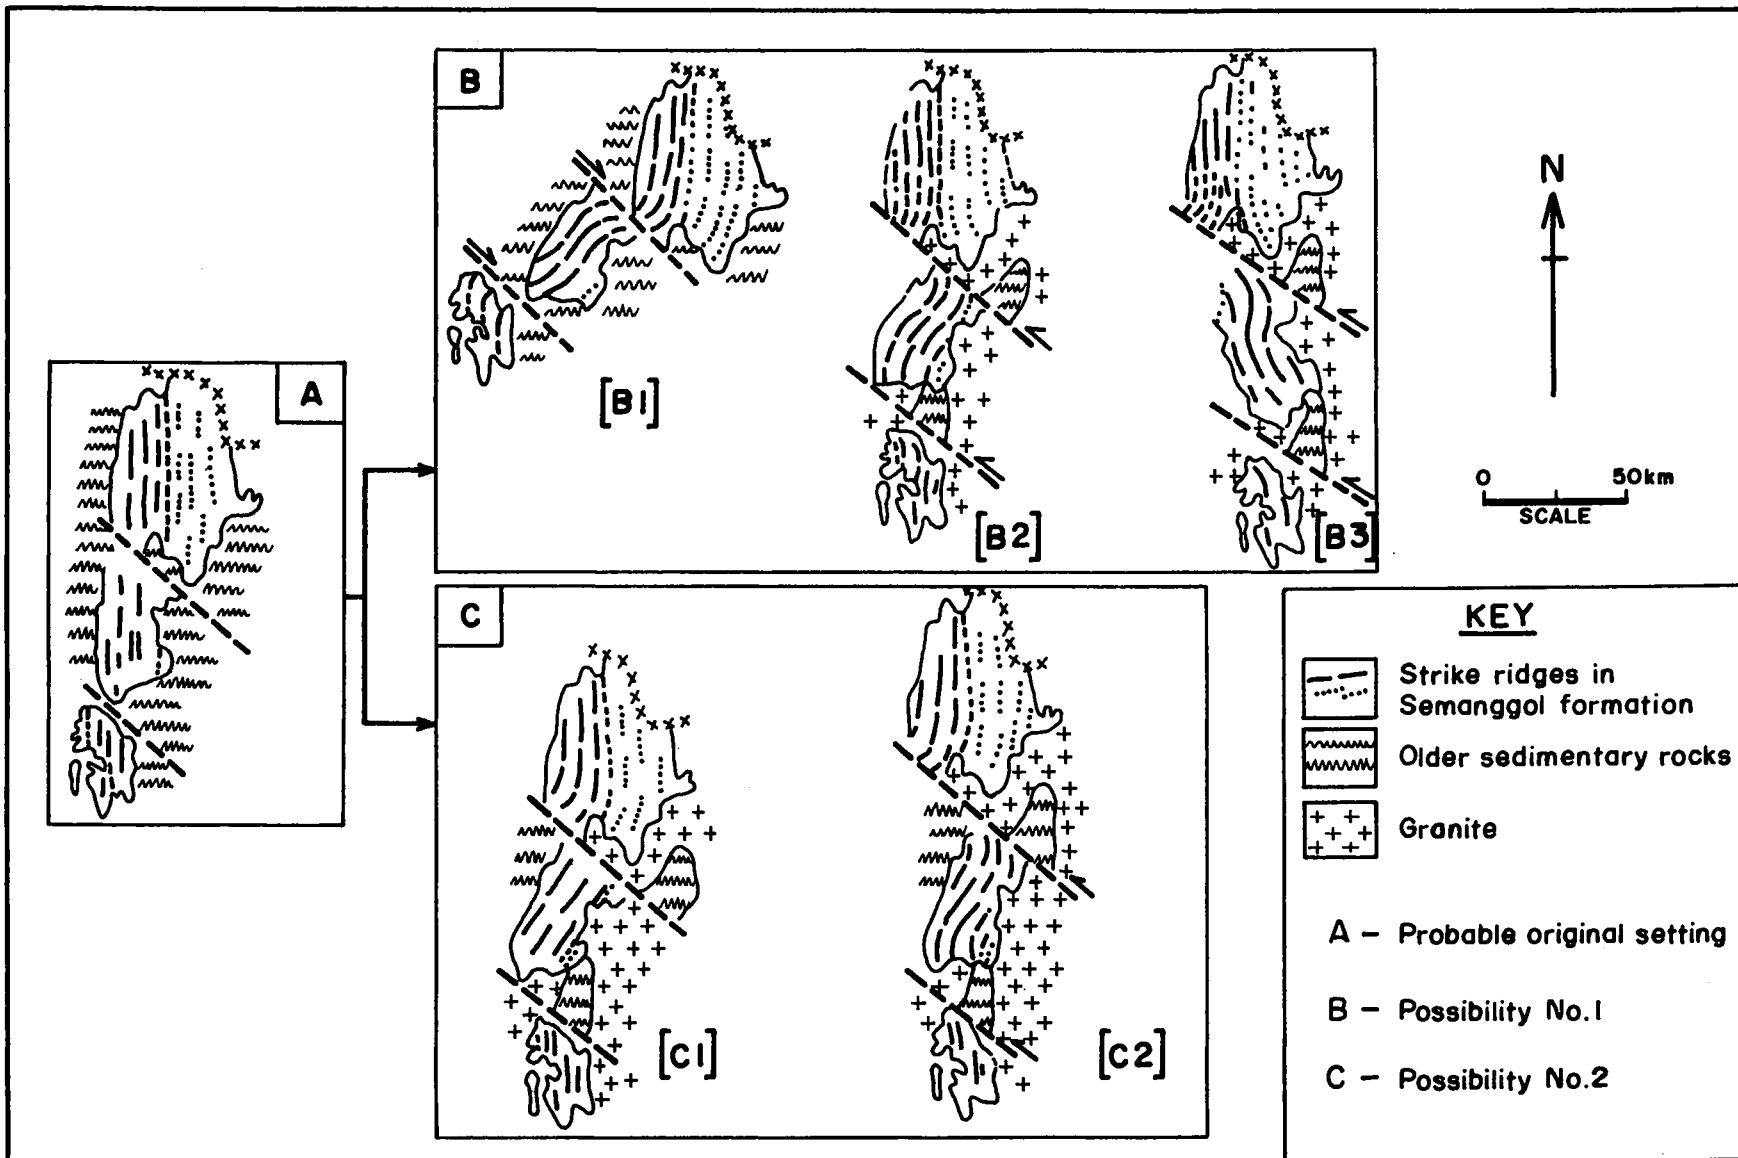 A
B
[B1]
[B2]
[B3]
C
[C1]
[C2]
N
0 50km
SCALE
KEY
Strike ridges in
Semanggol formation
Older sedimentary rocks
Granite
A – Probable original setting
B – Possibility No.1
C – Possibility No.2